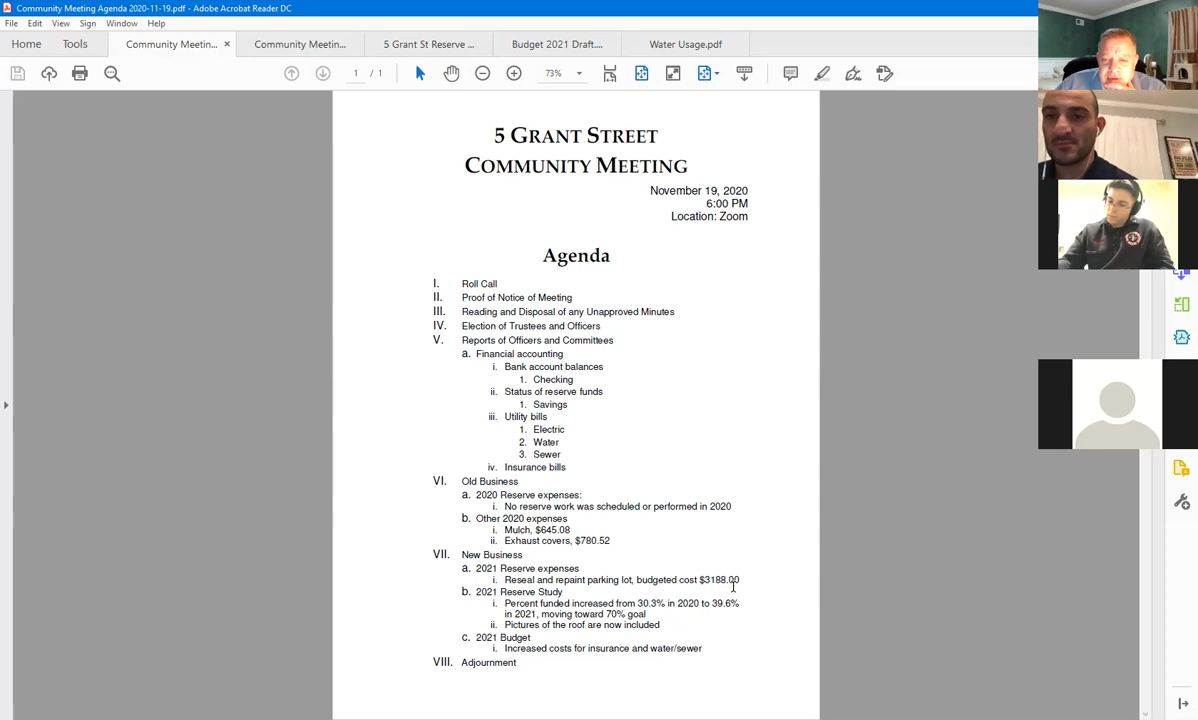 Community Meeting Agenda 2020-11-19.pdf - Adobe Acrobat Reader DC
File Edit View Sign Window Help
Home Tools Community Meetin... × Community Meetin... 5 Grant St Reserve ... Budget 2021 Draft.... Water Usage.pdf
1 / 1 73%
5 GRANT STREET
COMMUNITY MEETING
November 19, 2020
6:00 PM
Location: Zoom
Agenda
I. Roll Call
II. Proof of Notice of Meeting
III. Reading and Disposal of any Unapproved Minutes
IV. Election of Trustees and Officers
V. Reports of Officers and Committees
a. Financial accounting
i. Bank account balances
1. Checking
ii. Status of reserve funds
1. Savings
iii. Utility bills
1. Electric
2. Water
3. Sewer
iv. Insurance bills
VI. Old Business
a. 2020 Reserve expenses:
i. No reserve work was scheduled or performed in 2020
b. Other 2020 expenses
i. Mulch, $645.08
ii. Exhaust covers, $780.52
VII. New Business
a. 2021 Reserve expenses
i. Reseal and repaint parking lot, budgeted cost $3188.00
b. 2021 Reserve Study
i. Percent funded increased from 30.3% in 2020 to 39.6%
in 2021, moving toward 70% goal
ii. Pictures of the roof are now included
c. 2021 Budget
i. Increased costs for insurance and water/sewer
VIII. Adjournment